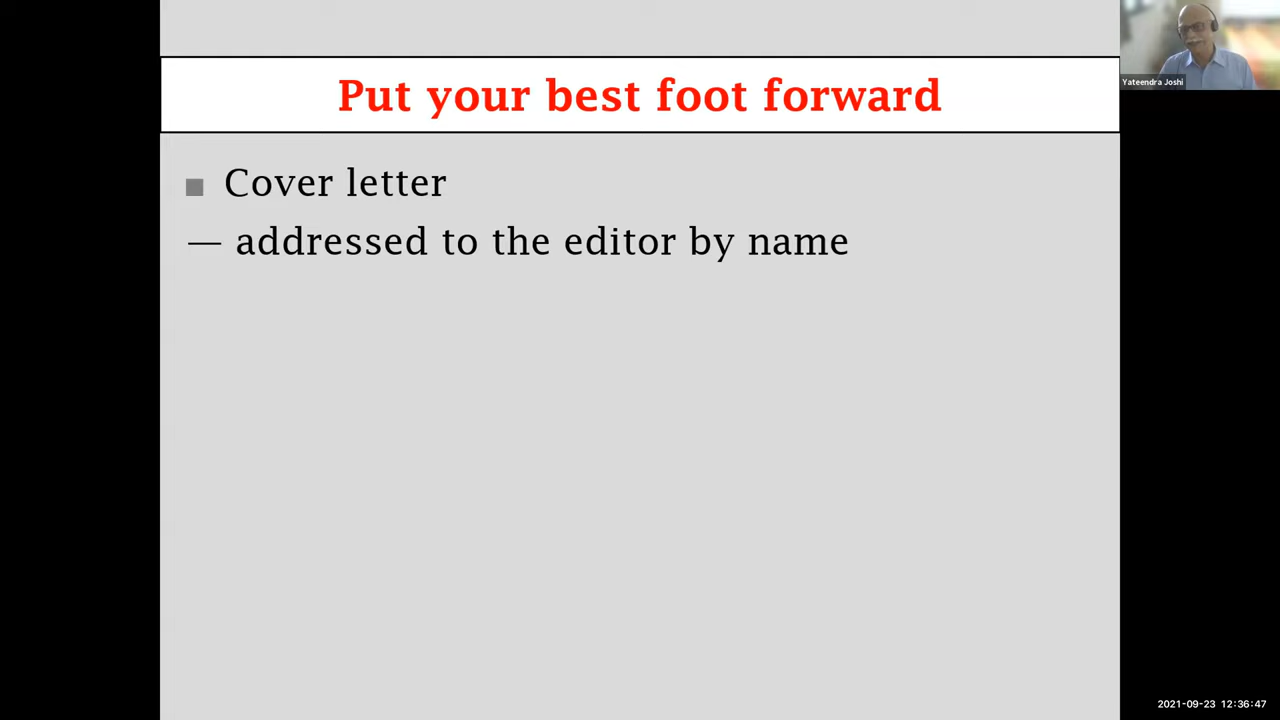 Put your best foot forward
Yateendra Joshi
■ Cover letter
— addressed to the editor by name
2021-09-23 12:36:47